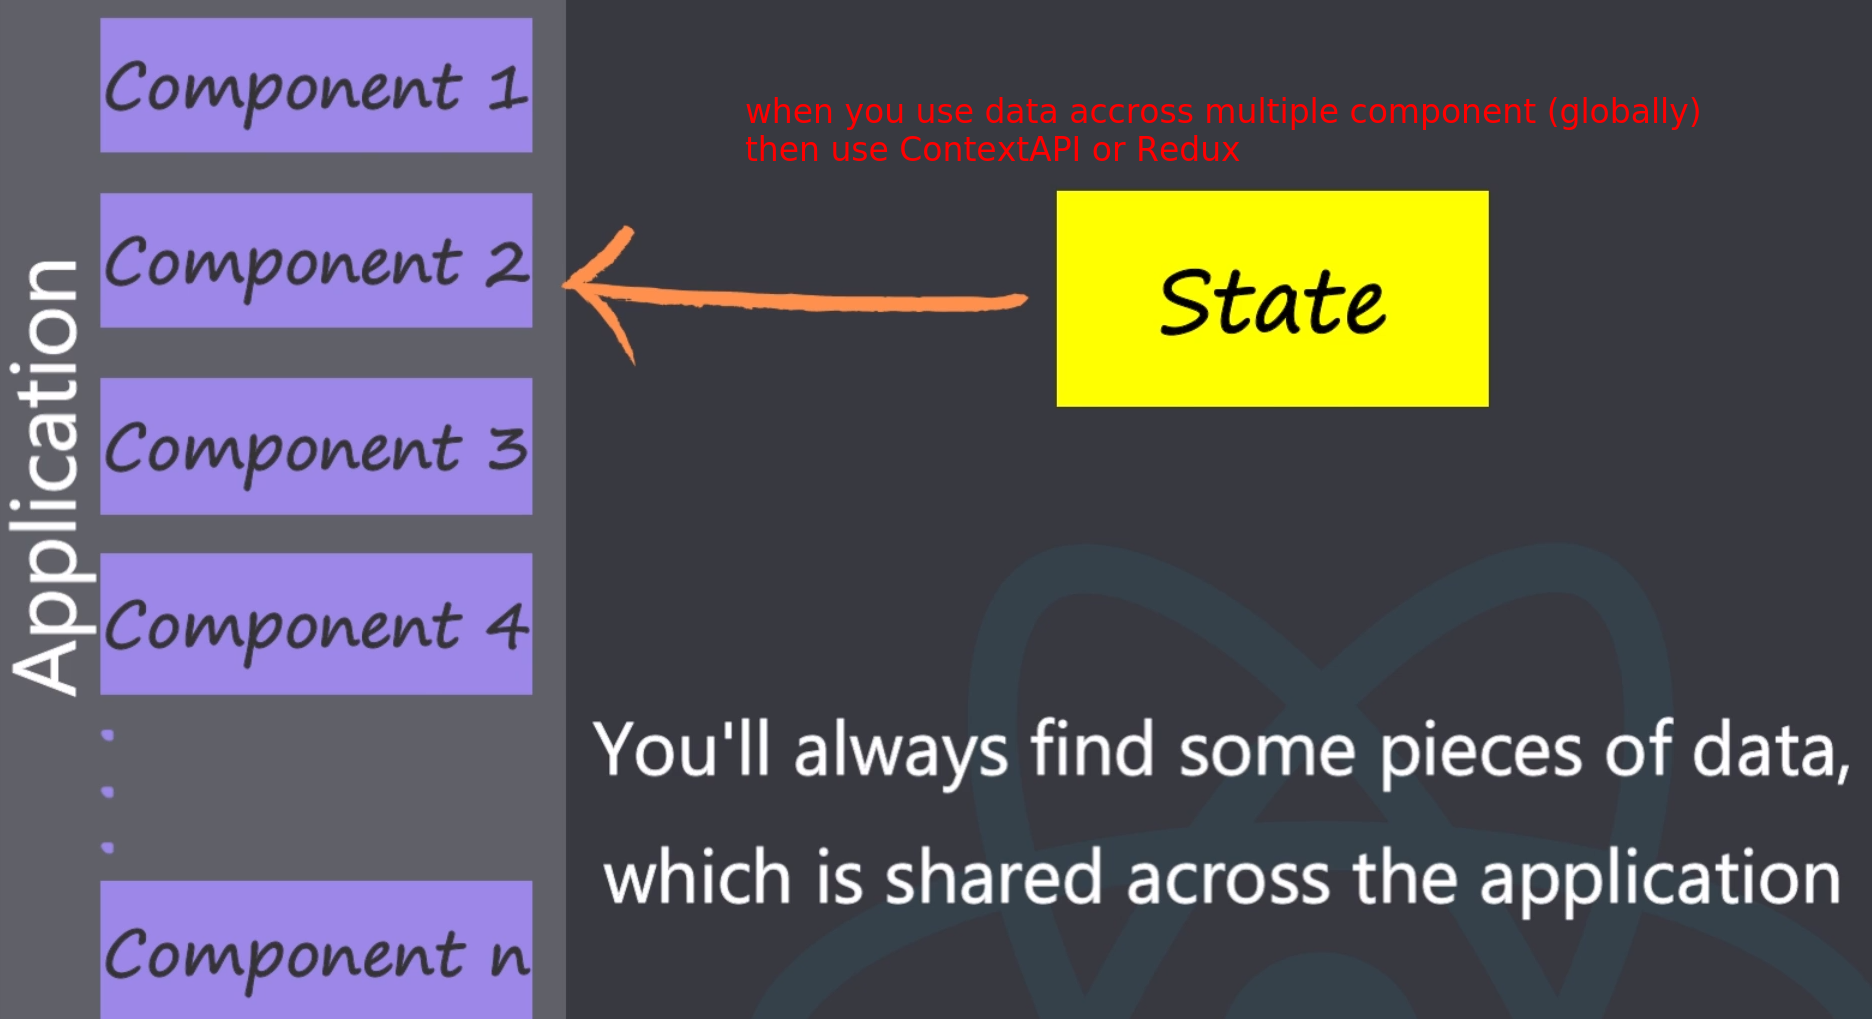 Application
Component 1
Component 2
Component 3
Component 4
Component n
when you use data accross multiple component (globally)
then use ContextAPI or Redux
State
You'll always find some pieces of data,
which is shared across the application